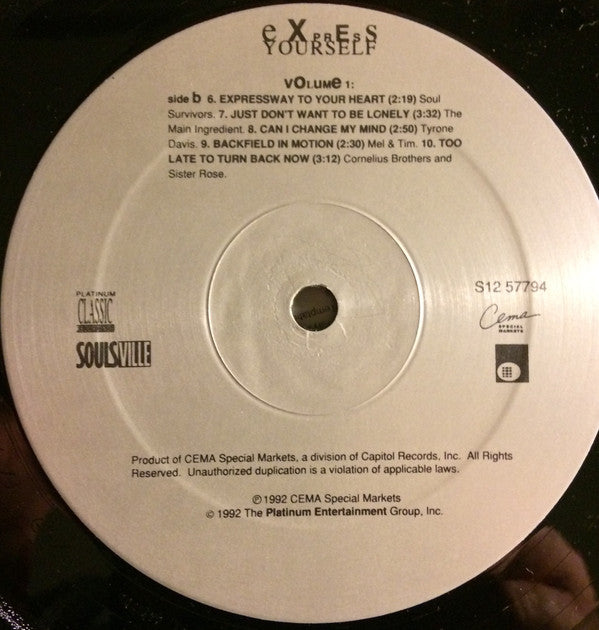 eXPREsS
YOURSELF
vOLuMe 1:
side b 6. EXPRESSWAY TO YOUR HEART (2:19) Soul
Survivors. 7. JUST DON'T WANT TO BE LONELY (3:32) The
Main Ingredient. 8. CAN I CHANGE MY MIND (2:50) Tyrone
Davis. 9. BACKFIELD IN MOTION (2:30) Mel & Tim. 10. TOO
LATE TO TURN BACK NOW (3:12) Cornelius Brothers and
Sister Rose.
S12 57794
PLATINUM
CLASSIC
SOULSVILLE
Cema
SPECIAL
MARKETS
Product of CEMA Special Markets, a division of Capitol Records, Inc. All Rights
Reserved. Unauthorized duplication is a violation of applicable laws.
℗1992 CEMA Special Markets
© 1992 The Platinum Entertainment Group, Inc.